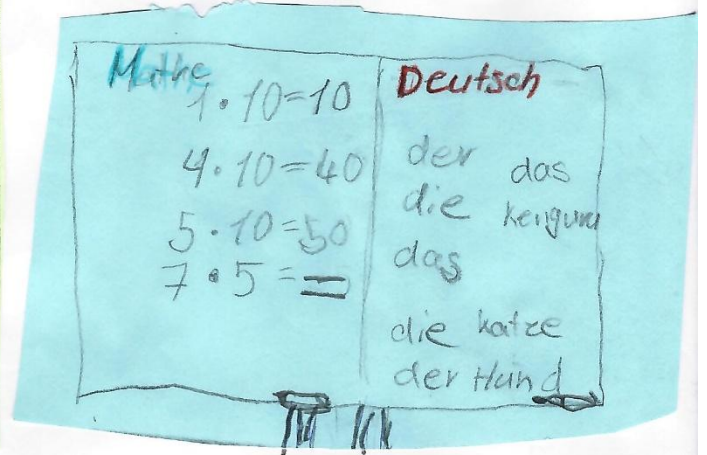 Mathe
1·10=10
4·10=40
5·10=50
7·5=
Deutsch
der
die
das
das
kenguru
die katze
der Hund